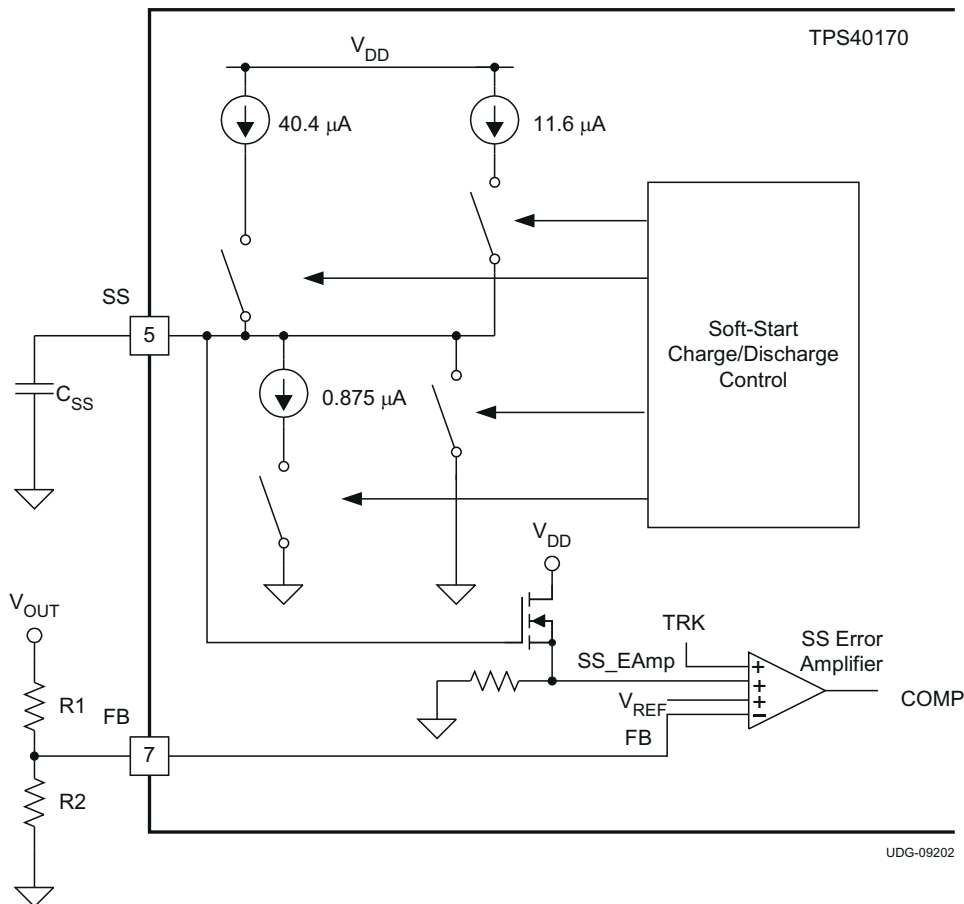 TPS40170
VDD
40.4 μA
11.6 μA
SS
5
Soft-Start
Charge/Discharge
Control
CSS
0.875 μA
VDD
VOUT
TRK
SS Error
Amplifier
SS_EAmp
+
+
+
–
COMP
R1
FB
VREF
FB
7
R2
UDG-09202